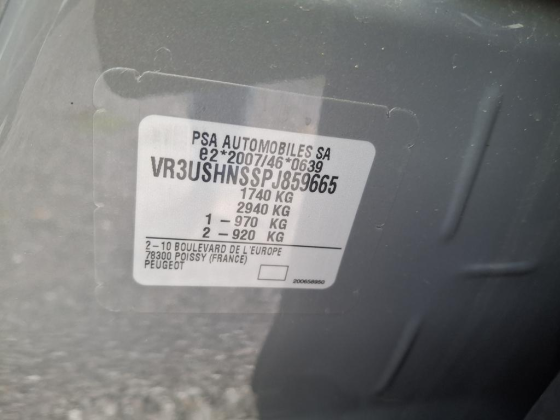 PSA AUTOMOBILES SA
e2*2007/46*0639
VR3USHNSSPJ859665
1740 KG
2940 KG
1 - 970 KG
2 - 920 KG
2-10 BOULEVARD DE L'EUROPE
78300 POISSY (FRANCE)
PEUGEOT